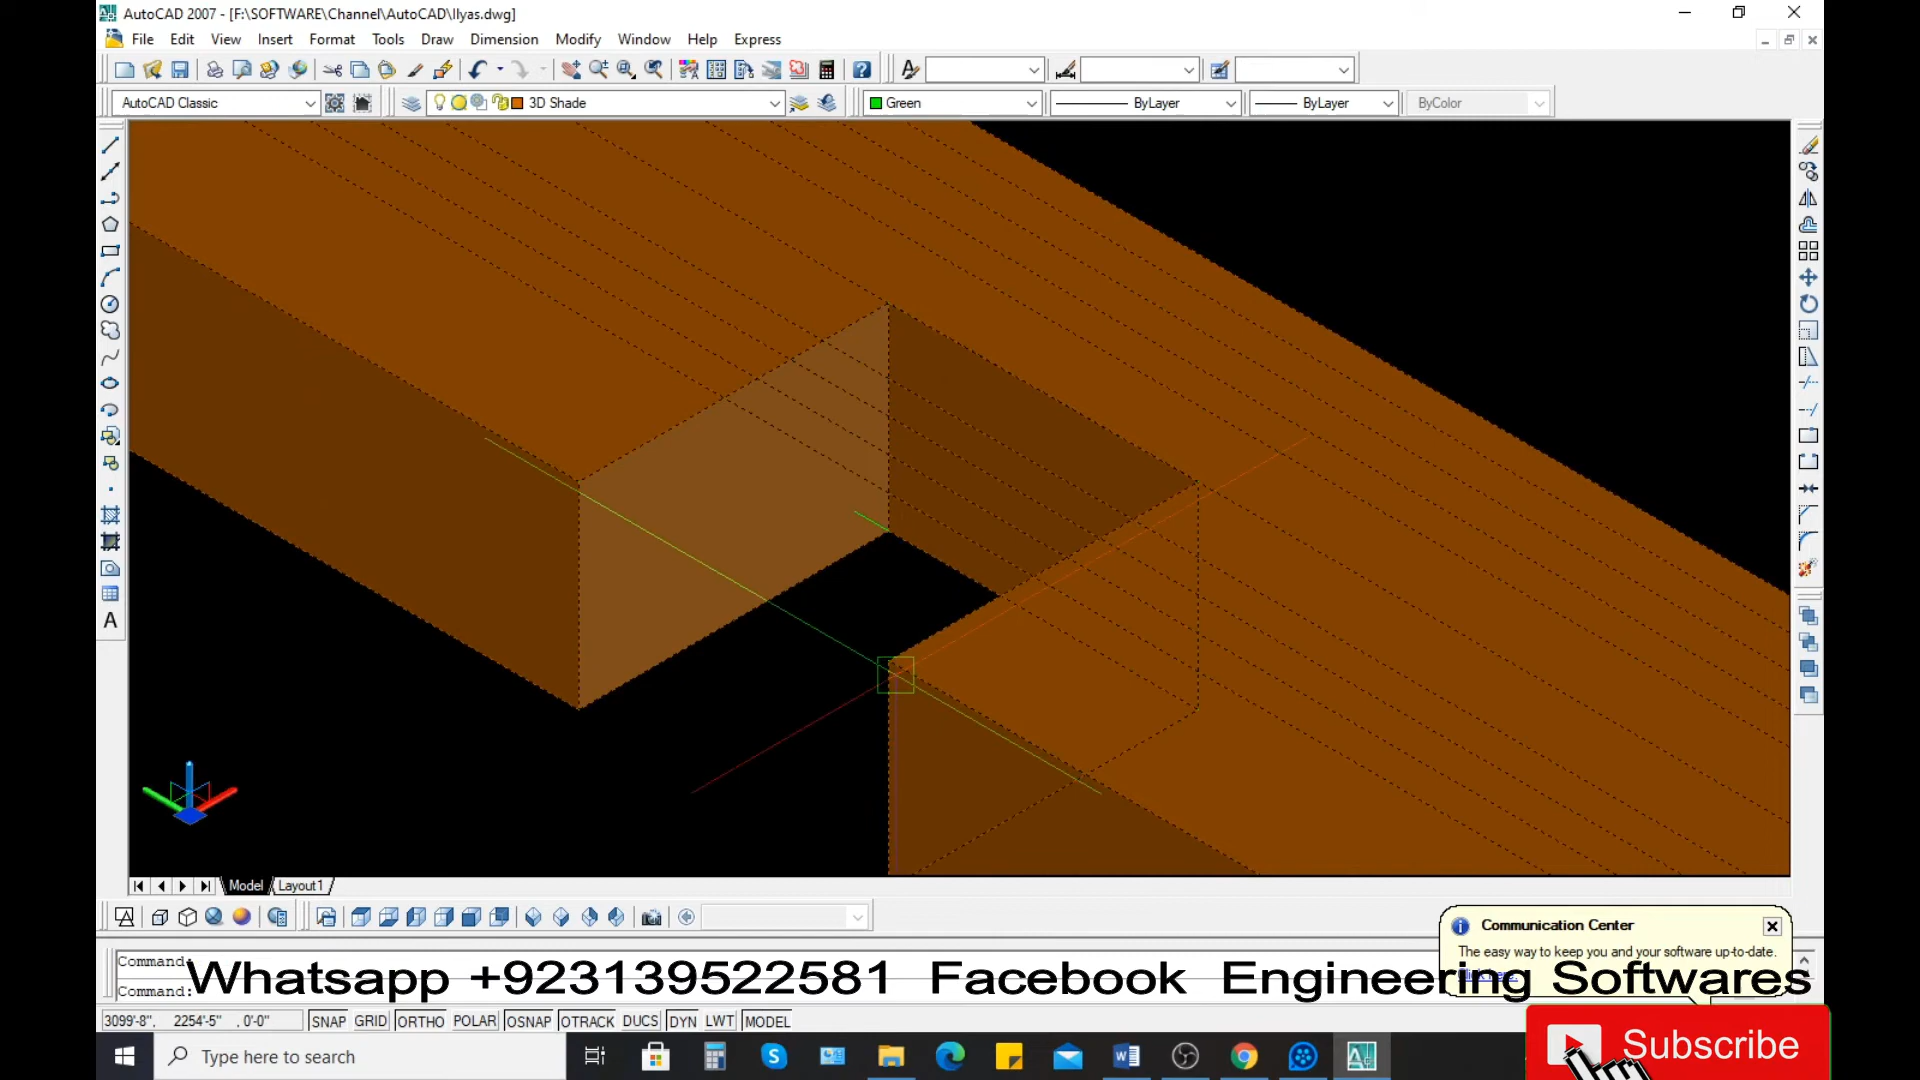 AutoCAD 2007 - [F:\SOFTWARE\Channel\AutoCAD\Ilyas.dwg]
File Edit View Insert Format Tools Draw Dimension Modify Window Help Express
AutoCAD Classic 3D Shade Green ByLayer ByLayer ByColor
A
Model Layout1
Communication Center
The easy way to keep you and your software up-to-date.
Click here.
Command:
Command:
Whatsapp +923139522581 Facebook Engineering Softwares
3099'-8", 2254'-5" , 0'-0" SNAP GRID ORTHO POLAR OSNAP OTRACK DUCS DYN LWT MODEL
Subscribe
Type here to search